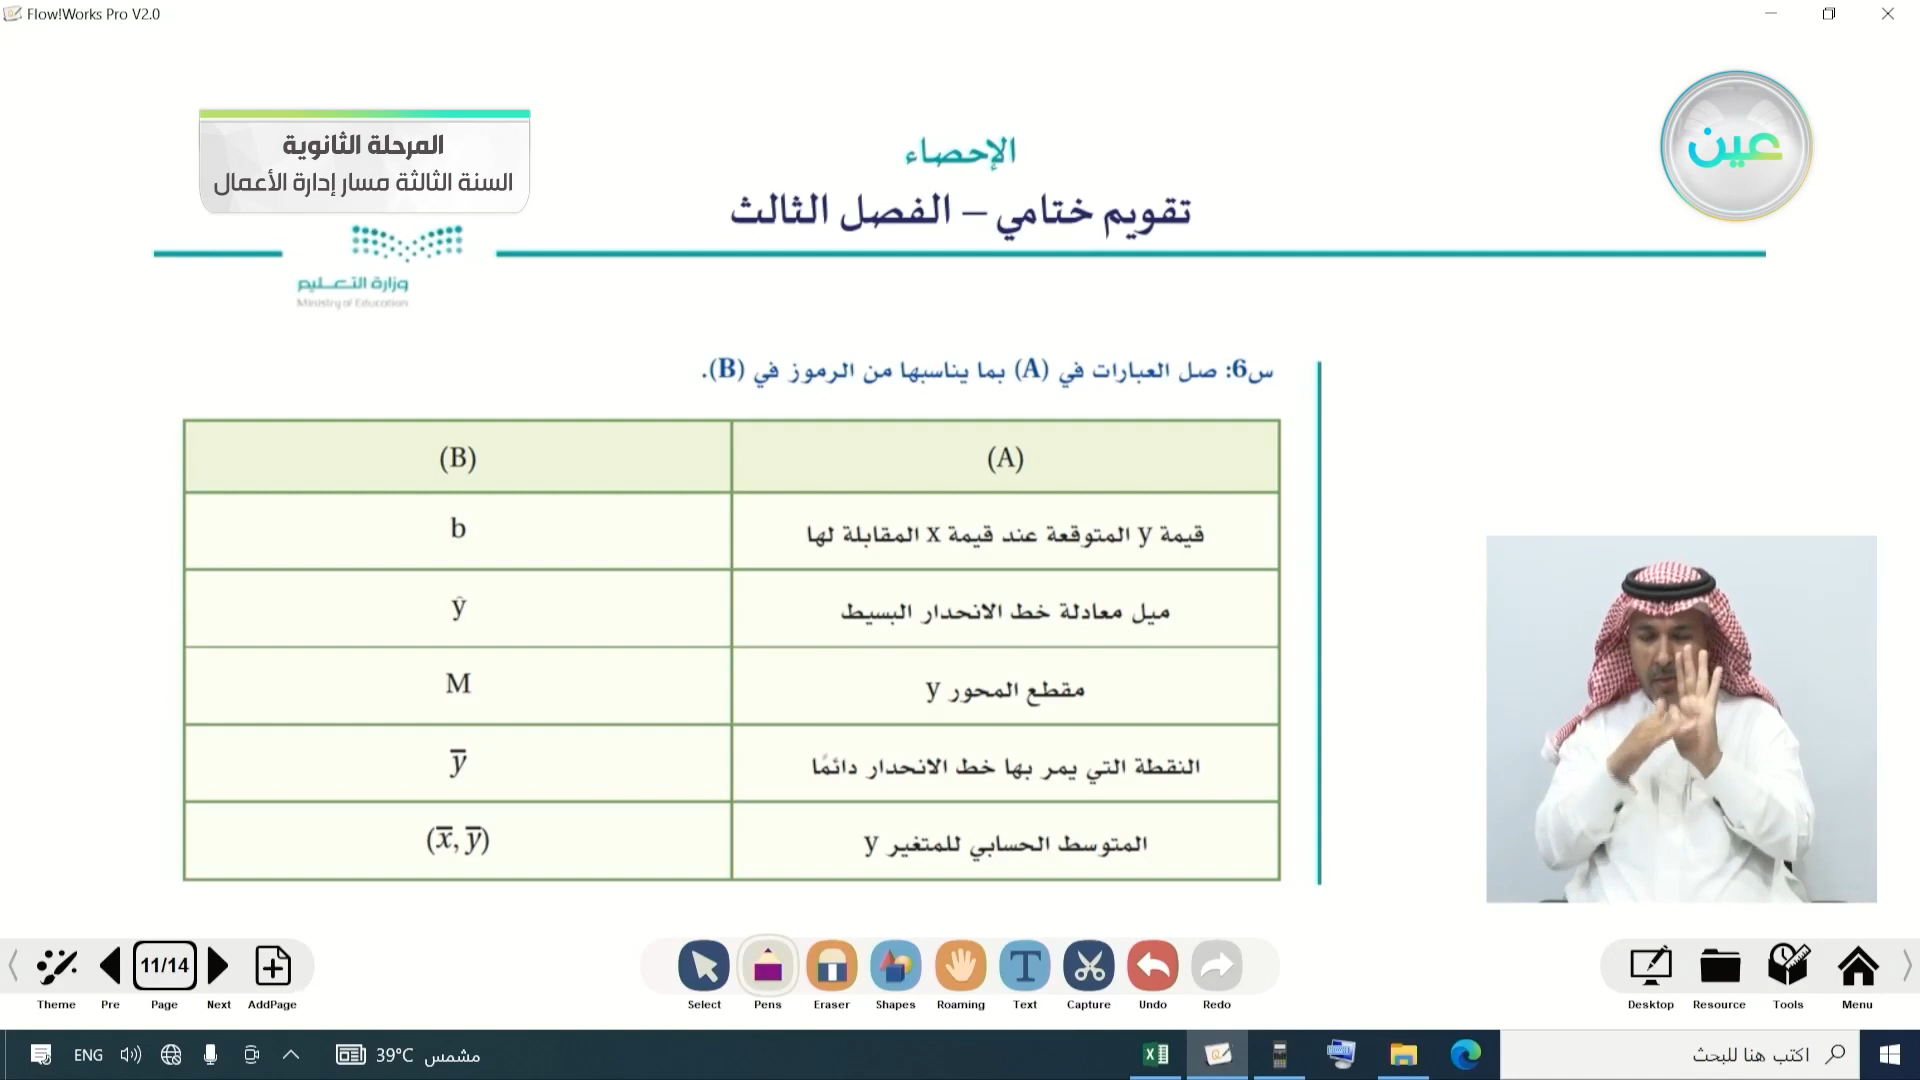 Flow!Works Pro V2.0
المرحلة الثانوية
السنة الثالثة مسار إدارة الأعمال
الإحصاء
تقويم ختامي – الفصل الثالث
عين
وزارة التعليم
Ministry of Education
س6: صل العبارات في (A) بما يناسبها من الرموز في (B).
(A) (B)
قيمة y المتوقعة عند قيمة x المقابلة لها b
ميل معادلة خط الانحدار البسيط ŷ
مقطع المحور y M
النقطة التي يمر بها خط الانحدار دائمًا y̅
المتوسط الحسابي للمتغير y (x̅, y̅)
11/14
Theme Pre Page Next AddPage
Select Pens Eraser Shapes Roaming Text Capture Undo Redo
Desktop Resource Tools Menu
ENG
39°C مشمس
اكتب هنا للبحث